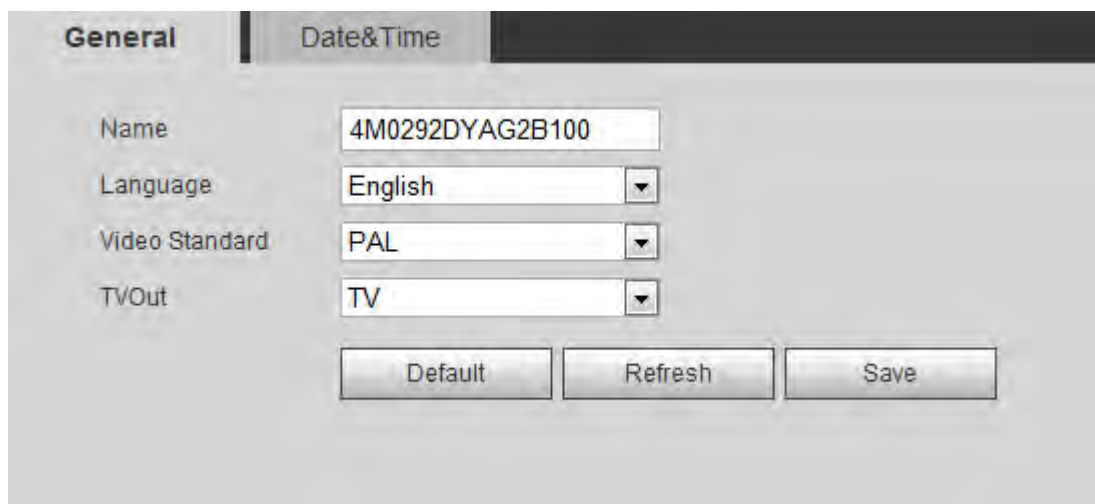 General Date&Time
Name 4M0292DYAG2B100
Language English
Video Standard PAL
TVOut TV
Default Refresh Save